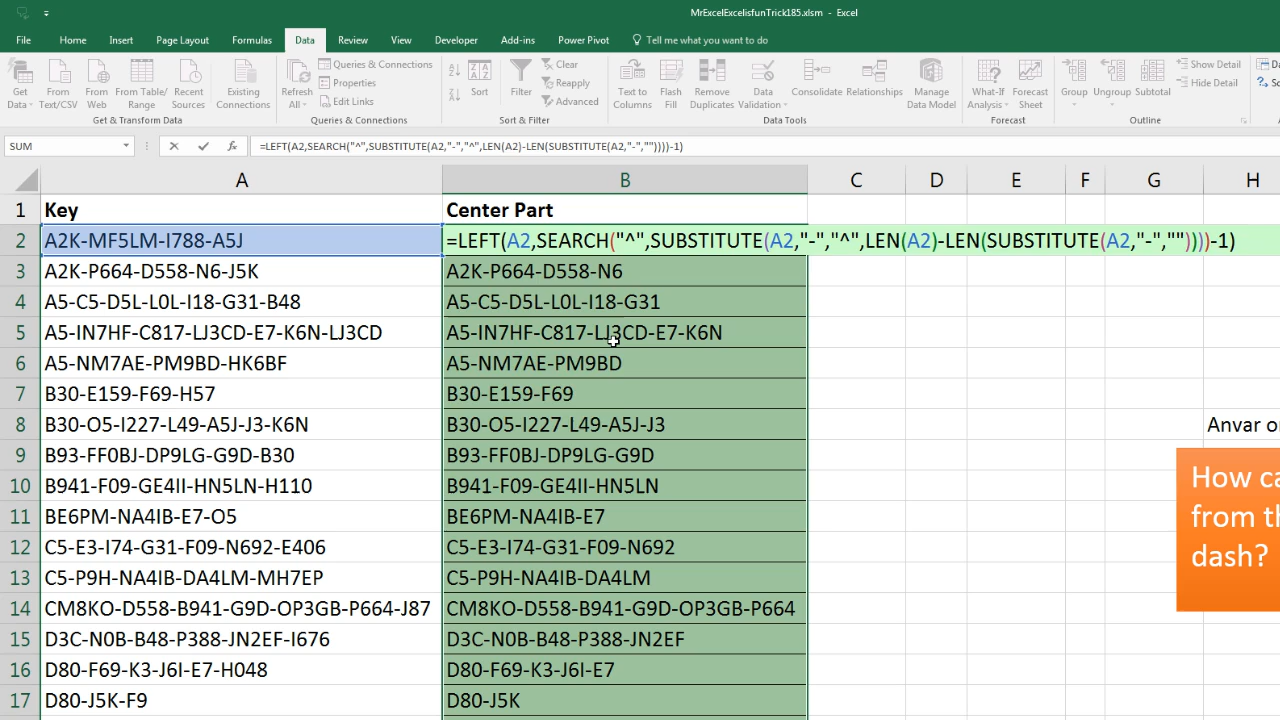 MrExcelExcelisfunTrick185.xlsm - Excel
File Home Insert Page Layout Formulas Data Review View Developer Add-ins Power Pivot Tell me what you want to do
Get Data From Text/CSV From Web From Table/Range Recent Sources Existing Connections Refresh All Queries & Connections Properties Edit Links Sort Filter Clear Reapply Advanced Text to Columns Flash Fill Remove Duplicates Data Validation Consolidate Relationships Manage Data Model What-If Analysis Forecast Sheet Group Ungroup Subtotal Show Detail Hide Detail
Get & Transform Data Queries & Connections Sort & Filter Data Tools Forecast Outline
SUM fx =LEFT(A2,SEARCH("^",SUBSTITUTE(A2,"-","^",LEN(A2)-LEN(SUBSTITUTE(A2,"-",""))))-1)
A B C D E F G H
1 Key Center Part
2 A2K-MF5LM-I788-A5J =LEFT(A2,SEARCH("^",SUBSTITUTE(A2,"-","^",LEN(A2)-LEN(SUBSTITUTE(A2,"-",""))))-1)
3 A2K-P664-D558-N6-J5K A2K-P664-D558-N6
4 A5-C5-D5L-L0L-I18-G31-B48 A5-C5-D5L-L0L-I18-G31
5 A5-IN7HF-C817-LJ3CD-E7-K6N-LJ3CD A5-IN7HF-C817-LJ3CD-E7-K6N
6 A5-NM7AE-PM9BD-HK6BF A5-NM7AE-PM9BD
7 B30-E159-F69-H57 B30-E159-F69
8 B30-O5-I227-L49-A5J-J3-K6N B30-O5-I227-L49-A5J-J3 Anvar
9 B93-FF0BJ-DP9LG-G9D-B30 B93-FF0BJ-DP9LG-G9D
10 B941-F09-GE4II-HN5LN-H110 B941-F09-GE4II-HN5LN
11 BE6PM-NA4IB-E7-O5 BE6PM-NA4IB-E7
12 C5-E3-I74-G31-F09-N692-E406 C5-E3-I74-G31-F09-N692
13 C5-P9H-NA4IB-DA4LM-MH7EP C5-P9H-NA4IB-DA4LM
14 CM8KO-D558-B941-G9D-OP3GB-P664-J87 CM8KO-D558-B941-G9D-OP3GB-P664
15 D3C-N0B-B48-P388-JN2EF-I676 D3C-N0B-B48-P388-JN2EF
16 D80-F69-K3-J6I-E7-H048 D80-F69-K3-J6I-E7
17 D80-J5K-F9 D80-J5K
How
from
dash?